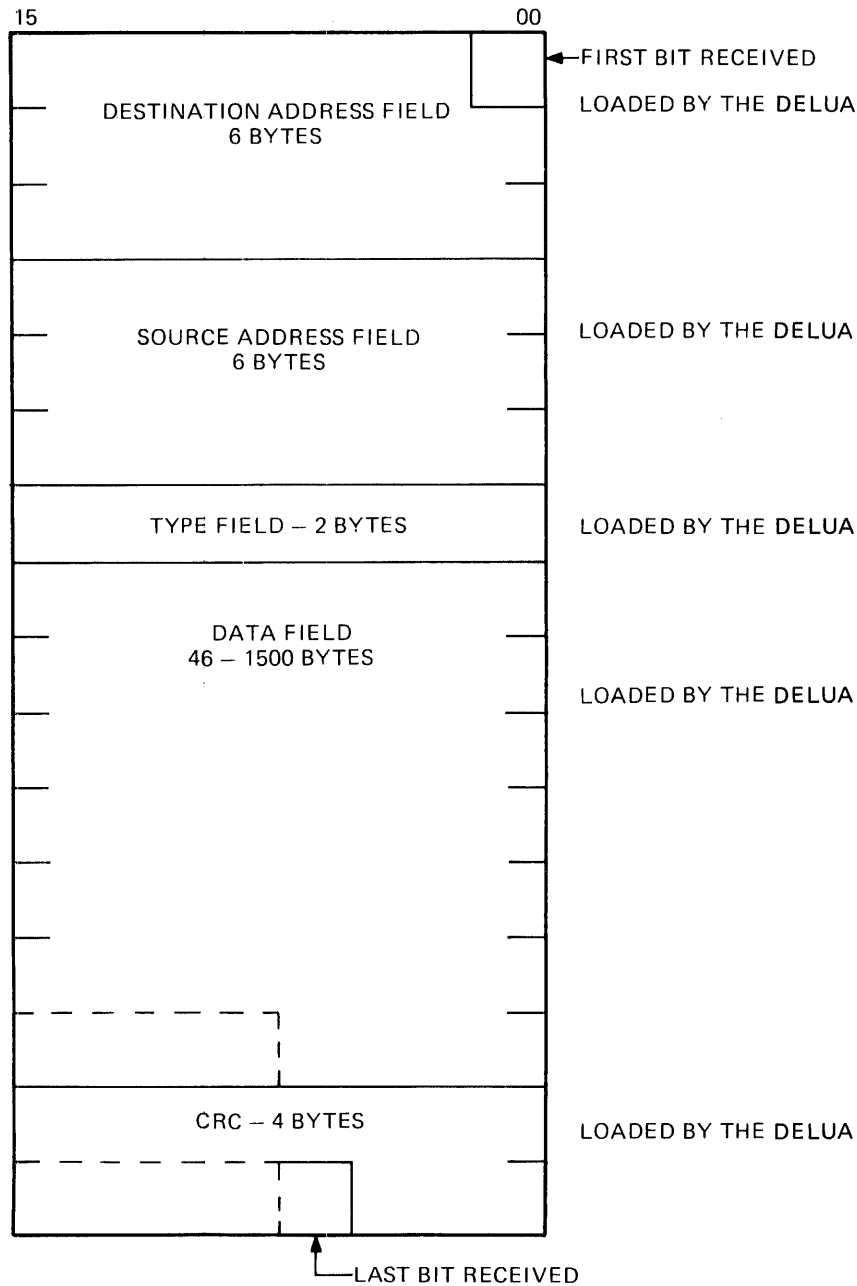 15 00
FIRST BIT RECEIVED
DESTINATION ADDRESS FIELD
6 BYTES
LOADED BY THE DELUA
SOURCE ADDRESS FIELD
6 BYTES
LOADED BY THE DELUA
TYPE FIELD – 2 BYTES
LOADED BY THE DELUA
DATA FIELD
46 – 1500 BYTES
LOADED BY THE DELUA
CRC – 4 BYTES
LOADED BY THE DELUA
LAST BIT RECEIVED